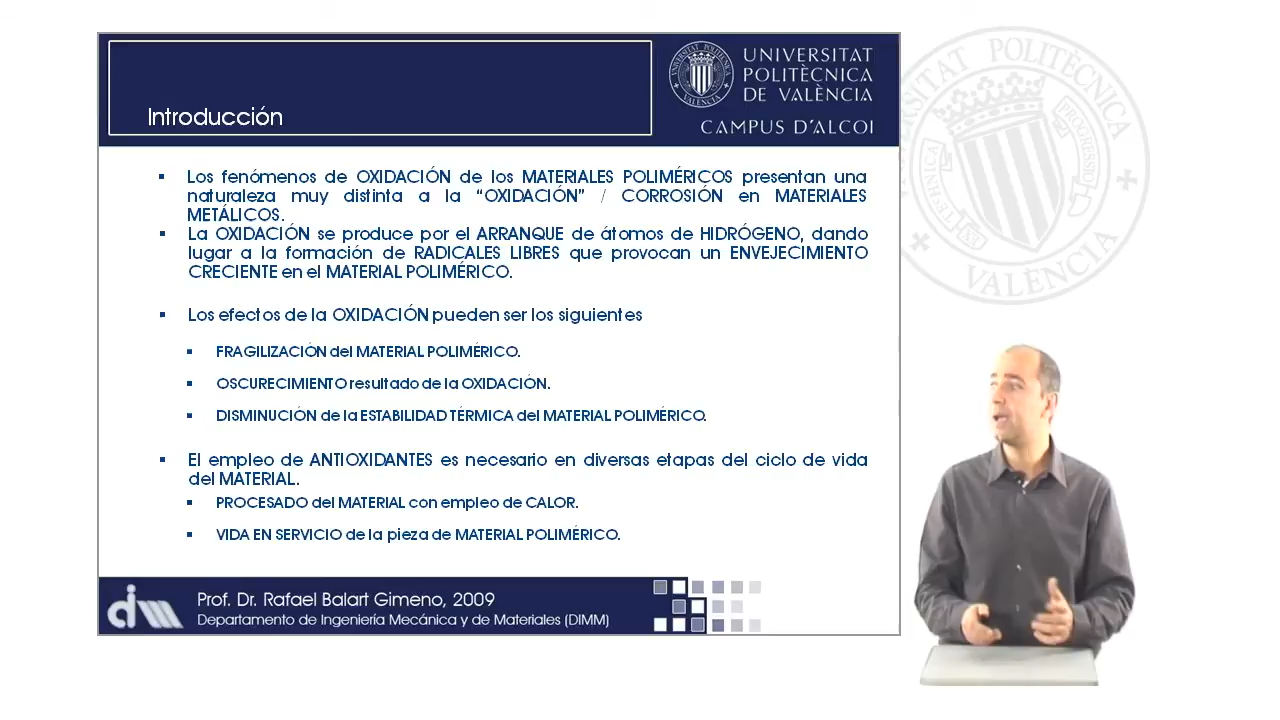 Introducción
UNIVERSITAT
POLITÈCNICA
DE VALÈNCIA
CAMPUS D'ALCOI
▪ Los fenómenos de OXIDACIÓN de los MATERIALES POLIMÉRICOS presentan una
naturaleza muy distinta a la “OXIDACIÓN” / CORROSIÓN en MATERIALES
METÁLICOS.
▪ La OXIDACIÓN se produce por el ARRANQUE de átomos de HIDRÓGENO, dando
lugar a la formación de RADICALES LIBRES que provocan un ENVEJECIMIENTO
CRECIENTE en el MATERIAL POLIMÉRICO.
▪ Los efectos de la OXIDACIÓN pueden ser los siguientes
▪ FRAGILIZACIÓN del MATERIAL POLIMÉRICO.
▪ OSCURECIMIENTO resultado de la OXIDACIÓN.
▪ DISMINUCIÓN de la ESTABILIDAD TÉRMICA del MATERIAL POLIMÉRICO.
▪ El empleo de ANTIOXIDANTES es necesario en diversas etapas del ciclo de vida
del MATERIAL.
▪ PROCESADO del MATERIAL con empleo de CALOR.
▪ VIDA EN SERVICIO de la pieza de MATERIAL POLIMÉRICO.
dim
Prof. Dr. Rafael Balart Gimeno, 2009
Departamento de Ingeniería Mecánica y de Materiales (DIMM)
POLITÈCNICA
VALÈNCIA